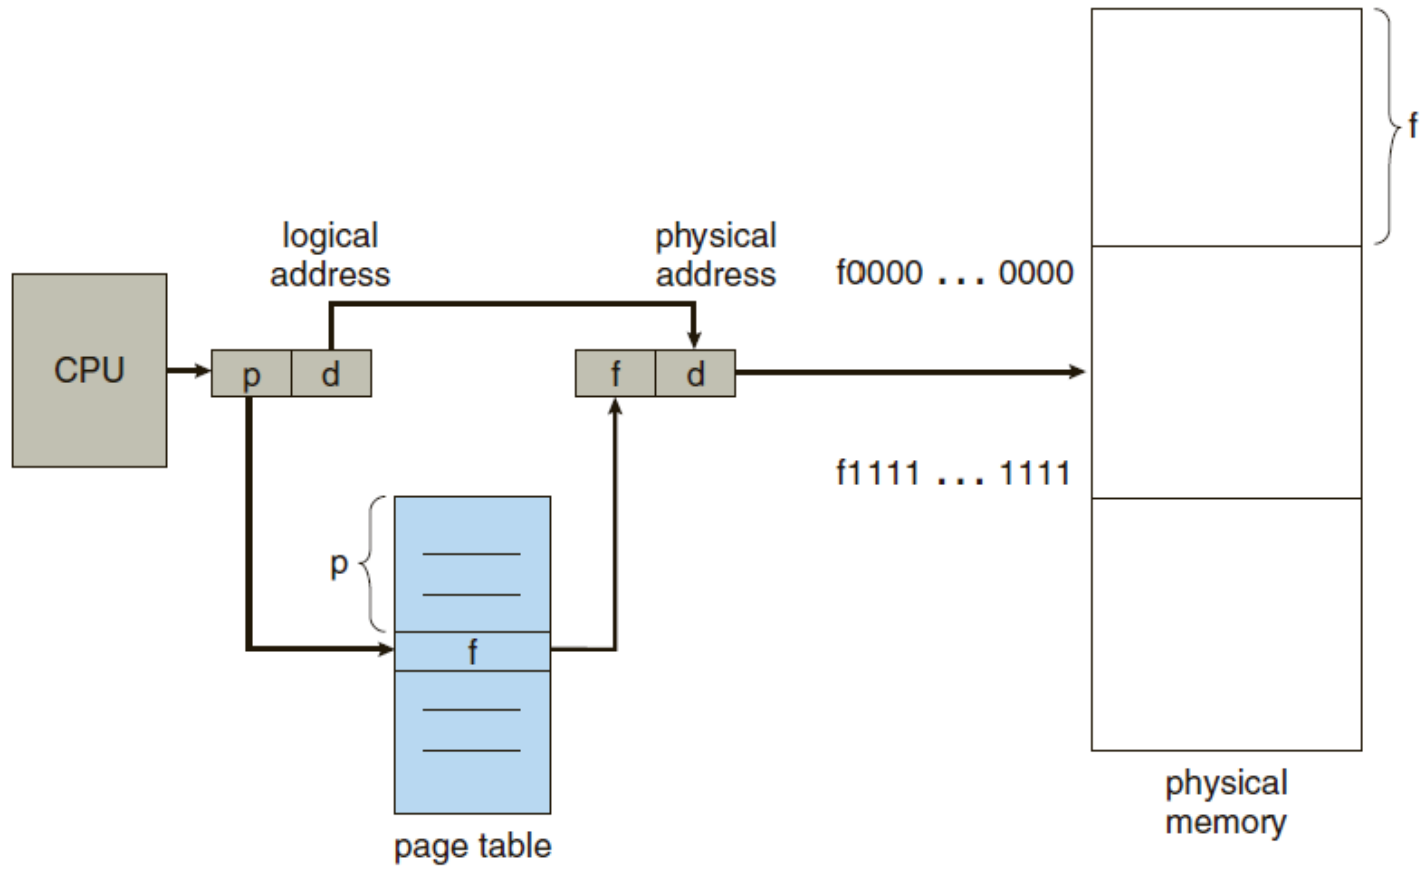 f
logical
address
physical
address
f0000 ... 0000
CPU
p
d
f
d
f1111 ... 1111
p
f
page table
physical
memory